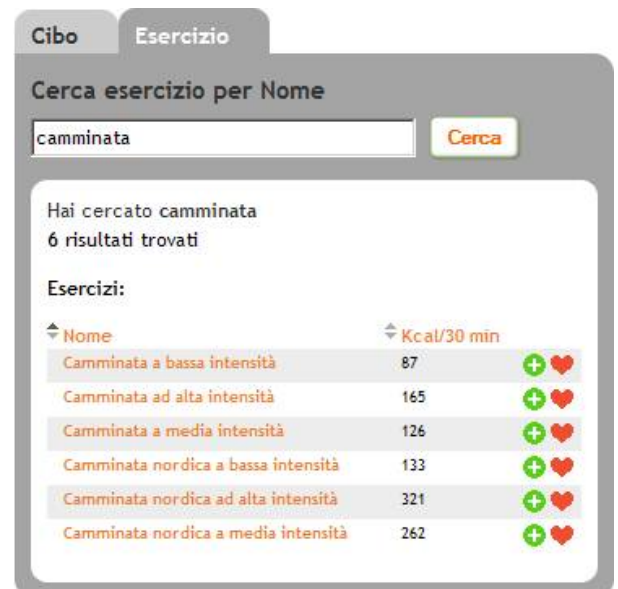 Cibo Esercizio
Cerca esercizio per Nome
camminata Cerca
Hai cercato camminata
6 risultati trovati
Esercizi:
Nome Kcal/30 min
Camminata a bassa intensità 87
Camminata ad alta intensità 165
Camminata a media intensità 126
Camminata nordica a bassa intensità 133
Camminata nordica ad alta intensità 321
Camminata nordica a media intensità 262